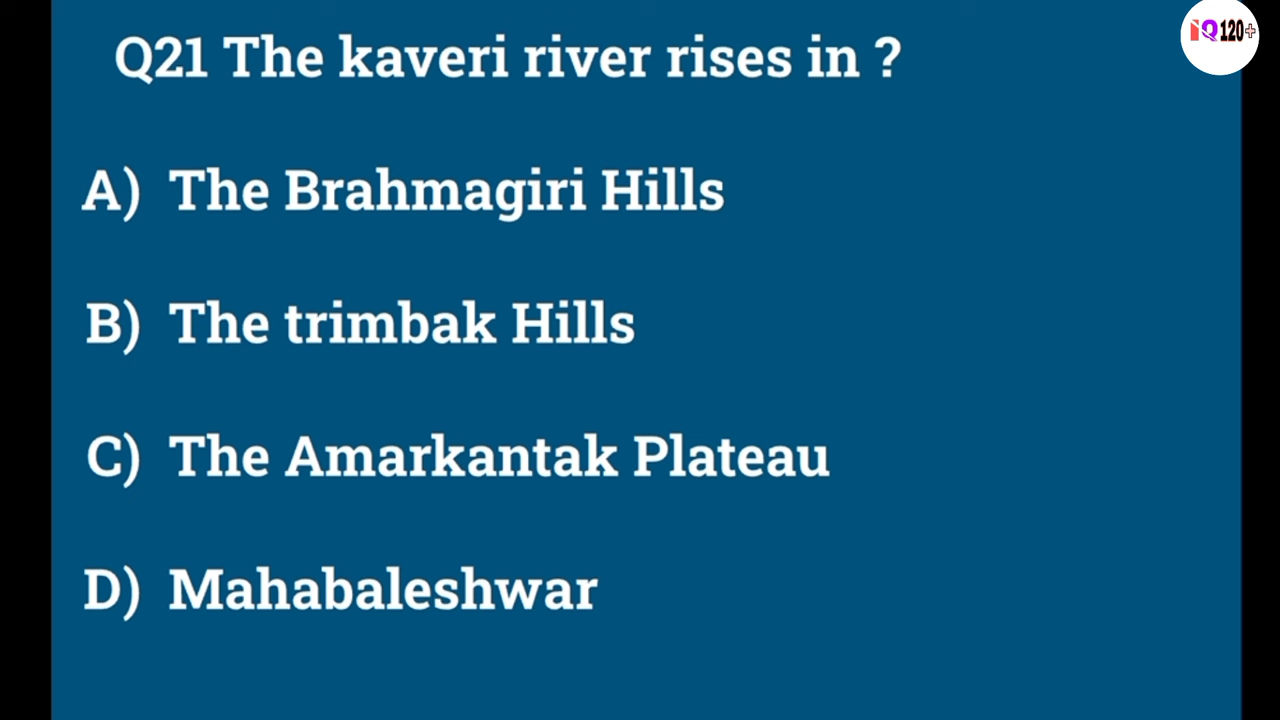 Q21 The kaveri river rises in ?
IQ120+
A) The Brahmagiri Hills
B) The trimbak Hills
C) The Amarkantak Plateau
D) Mahabaleshwar